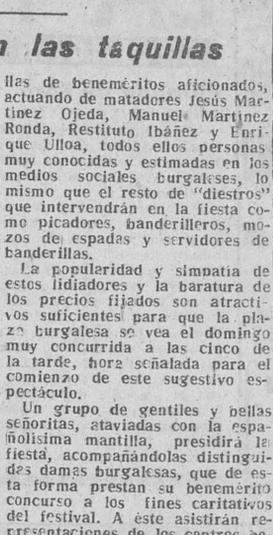 n las taquillas
llas de beneméritos aficionados,
actuando de matadores Jesús Mar-
tínez Ojeda, Manuel Martínez
Ronda, Restituto Ibáñez y Enri-
que Ulloa, todos ellos personas
muy conocidas y estimadas en los
medios sociales burgaleses, lo
mismo que el resto de "diestros"
que intervendrán en la fiesta co-
mo picadores, banderilleros, mo-
zos de espadas y servidores de
banderillas.
La popularidad y simpatía de
estos lidiadores y la baratura de
los precios fijados son atracti-
vos suficientes para que la pla-
za burgalesa se vea el domingo
muy concurrida a las cinco de
la tarde, hora señalada para el
comienzo de este sugestivo es-
pectáculo.
Un grupo de gentiles y bellas
señoritas, ataviadas con la espa-
ñolísima mantilla, presidirá la
fiesta, acompañándolas distingui-
das damas burgalesas, que de es-
ta forma prestan su benemérito
concurso a los fines caritativos
del festival. A éste asistirán re-
presentaciones de los centros